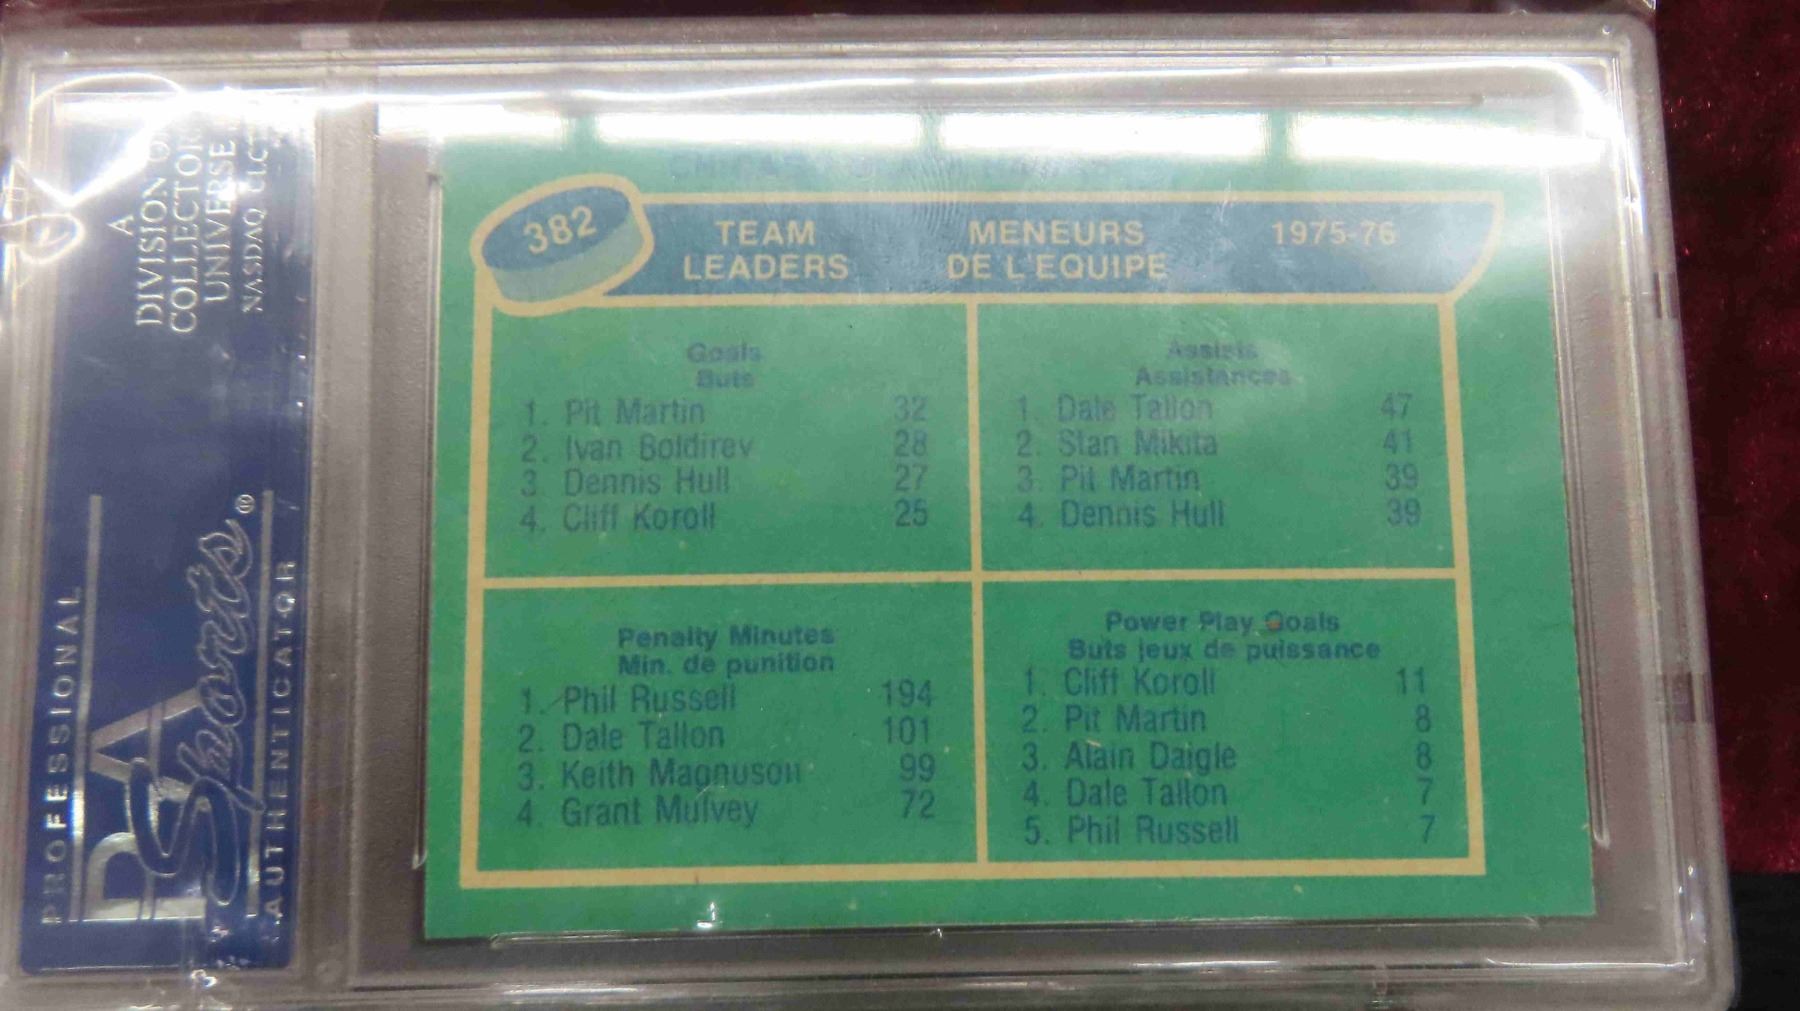 A
DIVISION OF
COLLECTORS
UNIVERSE
NASDAQ CLCT
PROFESSIONAL
PSA
Sports®
AUTHENTICATOR
382
TEAM LEADERS
MENEURS DE L'EQUIPE
1975-76
Goals
Buts
1. Pit Martin 32
2. Ivan Boldirev 28
3. Dennis Hull 27
4. Cliff Koroll 25
Assists
Assistances
1. Dale Tallon 47
2. Stan Mikita 41
3. Pit Martin 39
4. Dennis Hull 39
Penalty Minutes
Min. de punition
1. Phil Russell 194
2. Dale Tallon 101
3. Keith Magnuson 99
4. Grant Mulvey 72
Power Play Goals
Buts jeux de puissance
1. Cliff Koroll 11
2. Pit Martin 8
3. Alain Daigle 8
4. Dale Tallon 7
5. Phil Russell 7